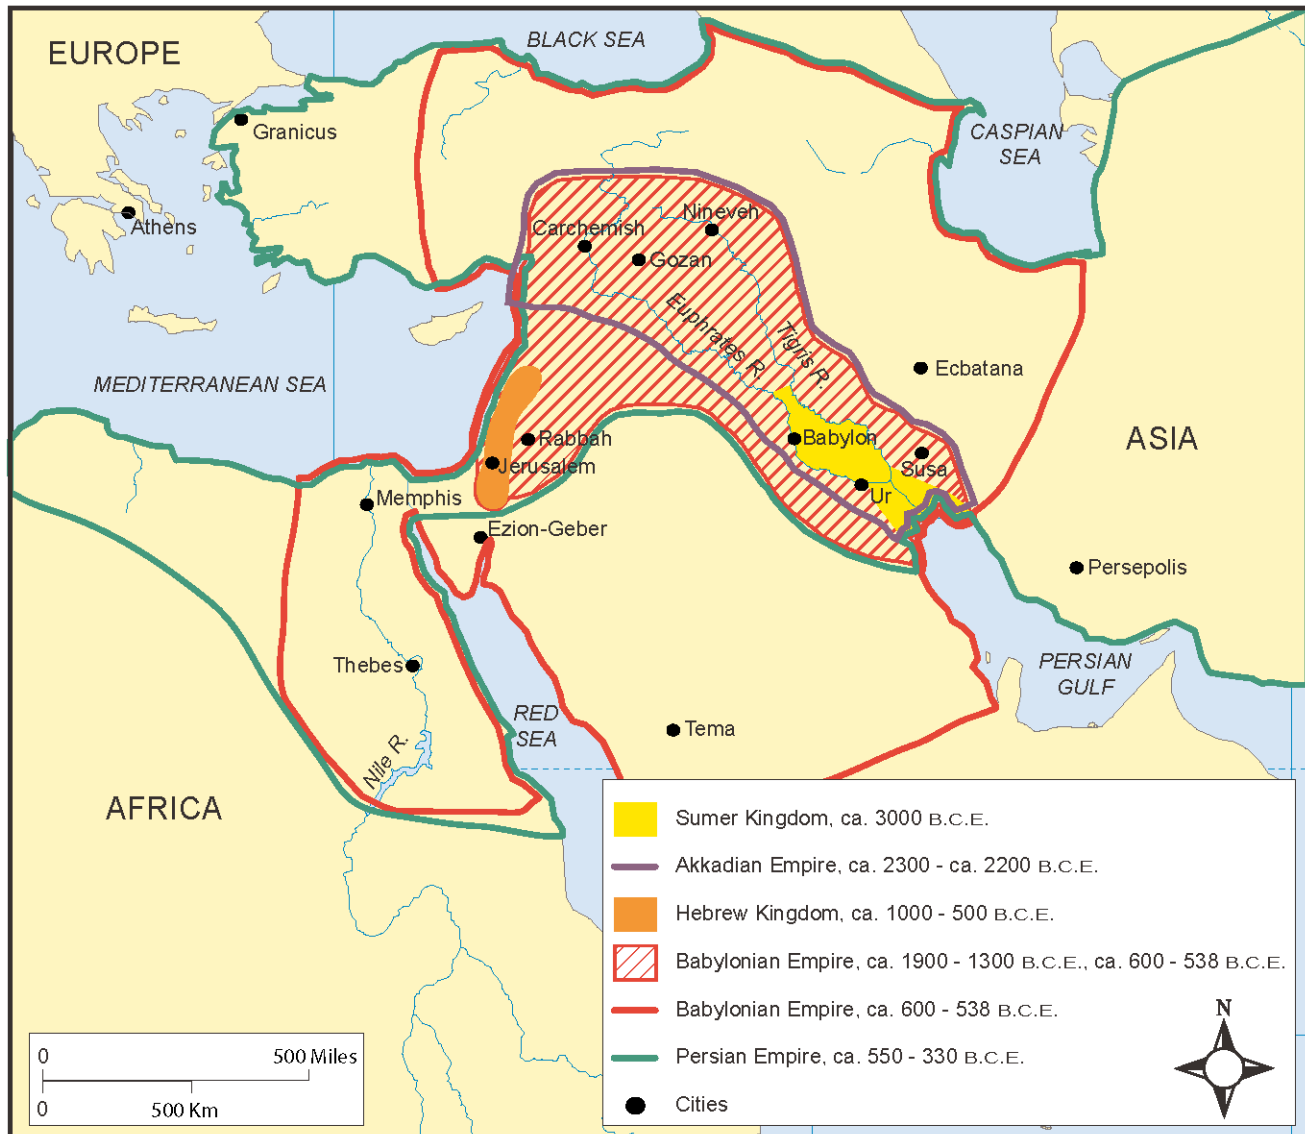 EUROPE
BLACK SEA
Granicus
CASPIAN
SEA
Athens
Nineveh
Carchemish
Gozan
Euphrates R.
Tigris R.
Ecbatana
MEDITERRANEAN SEA
ASIA
Rabbah
Babylon
Jerusalem
Susa
Ur
Memphis
Ezion-Geber
Persepolis
Thebes
PERSIAN
GULF
RED
SEA
Tema
Nile R.
AFRICA
Sumer Kingdom, ca. 3000 B.C.E.
Akkadian Empire, ca. 2300 - ca. 2200 B.C.E.
Hebrew Kingdom, ca. 1000 - 500 B.C.E.
Babylonian Empire, ca. 1900 - 1300 B.C.E., ca. 600 - 538 B.C.E.
Babylonian Empire, ca. 600 - 538 B.C.E.
Persian Empire, ca. 550 - 330 B.C.E.
Cities
N
0 500 Miles
0 500 Km